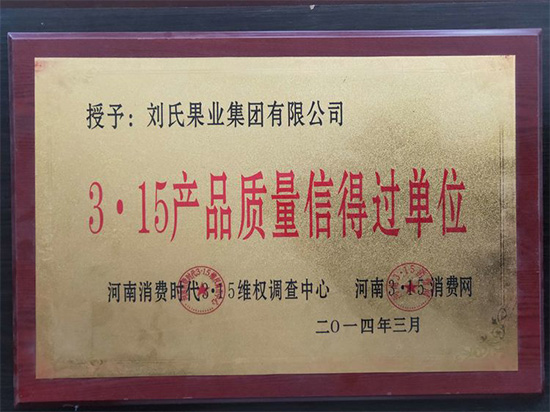 授予：刘氏果业集团有限公司
3·15产品质量信得过单位
河南消费时代3·15维权调查中心 河南3·15消费网
二〇一四年三月